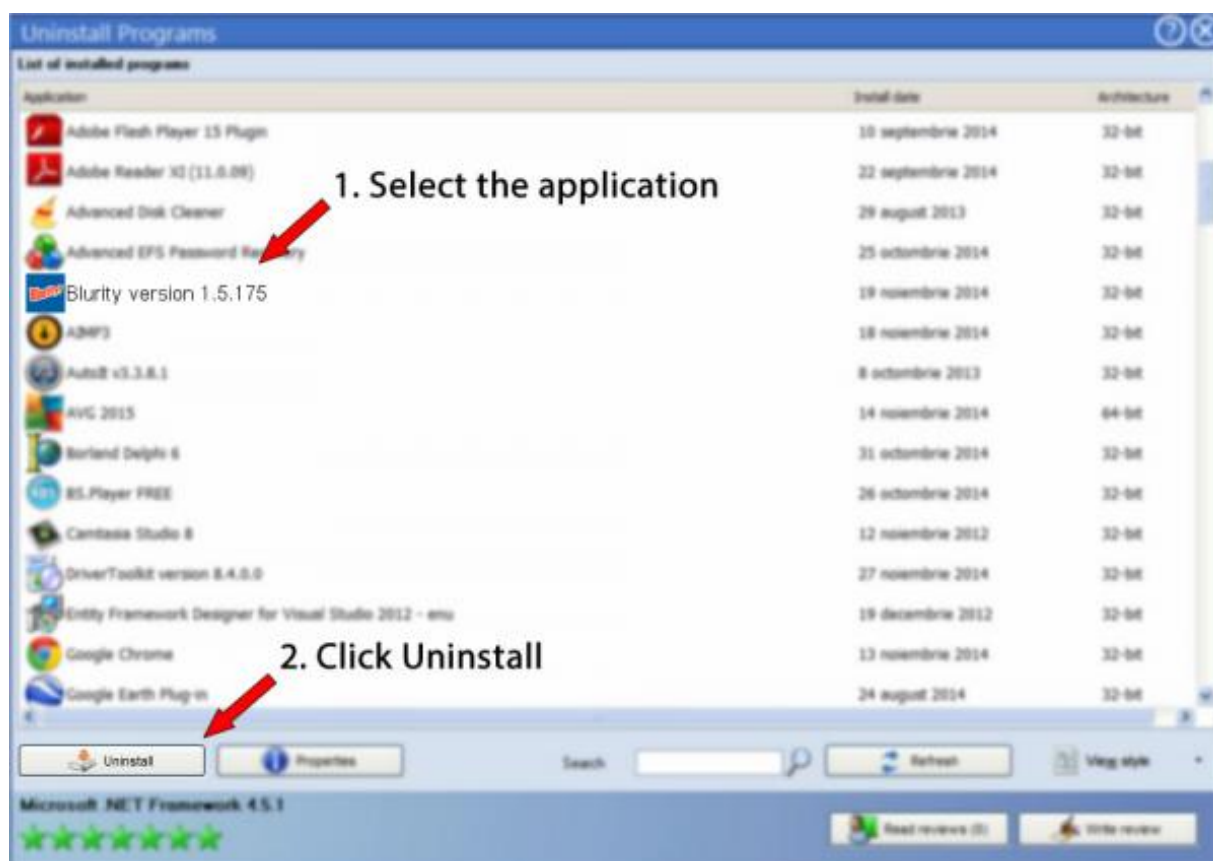 Uninstall Programs
List of installed programs
Application Install date Architecture
Adobe Flash Player 15 Plugin 10 septembrie 2014 32-bit
Adobe Reader XI (11.0.09) 22 septembrie 2014 32-bit
1. Select the application
Advanced Disk Cleaner 29 august 2013 32-bit
Advanced EFS Password Recovery 25 octombrie 2014 32-bit
Blurity version 1.5.175 19 noiembrie 2014 32-bit
AIMP3 18 noiembrie 2014 32-bit
AutoIt v3.3.8.1 8 octombrie 2013 32-bit
AVG 2015 14 noiembrie 2014 64-bit
Borland Delphi 6 31 octombrie 2014 32-bit
BS.Player FREE 26 octombrie 2014 32-bit
Camtasia Studio 8 12 noiembrie 2012 32-bit
DriverToolkit version 8.4.0.0 27 noiembrie 2014 32-bit
Entity Framework Designer for Visual Studio 2012 - enu 19 decembrie 2012 32-bit
Google Chrome 13 noiembrie 2014 32-bit
2. Click Uninstall
Google Earth Plug-in 24 august 2014 32-bit
Uninstall Properties Search Refresh View style
Microsoft .NET Framework 4.5.1
Read reviews (0) Write review